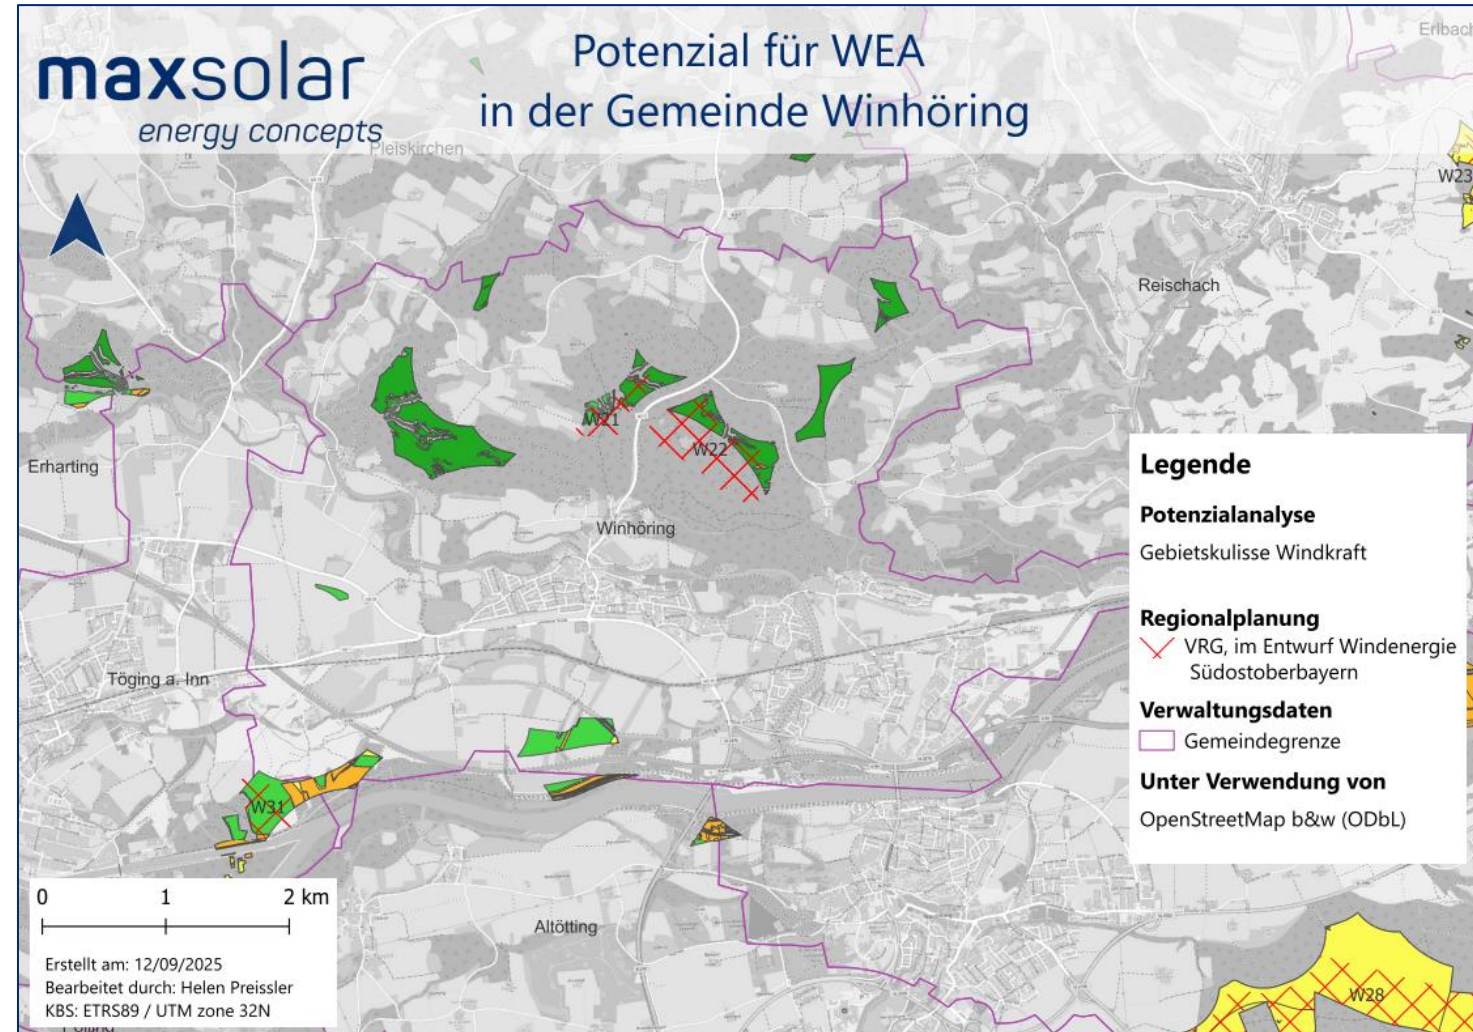 maxsolar
energy concepts
Potenzial für WEA
in der Gemeinde Winhöring
Erlbach
Pleiskirchen
W23
Reischach
Erharting
W21
W22
Winhöring
Töging a. Inn
W31
Altötting
W28
Legende
Potenzialanalyse
Gebietskulisse Windkraft
Regionalplanung
VRG, im Entwurf Windenergie
Südostoberbayern
Verwaltungsdaten
Gemeindegrenze
Unter Verwendung von
OpenStreetMap b&w (ODbL)
0 1 2 km
Erstellt am: 12/09/2025
Bearbeitet durch: Helen Preissler
KBS: ETRS89 / UTM zone 32N